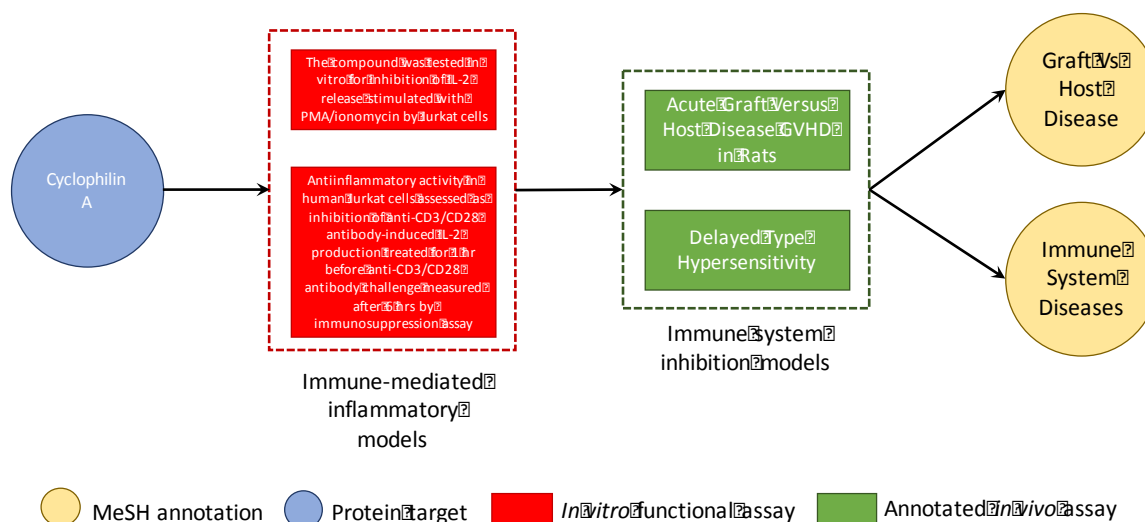 Cyclophilin
A
The compound was tested in
vitro for inhibition of IL-2
release stimulated with
PMA/ionomycin by Jurkat cells
Antiinflammatory activity in
human Jurkat cells assessed as
inhibition of anti-CD3/CD28
antibody-induced IL-2
production treated for 1 hr
before anti-CD3/CD28
antibody challenge measured
after 6 hrs by
immunosuppression assay
Immune-mediated
inflammatory
models
Acute Graft Versus
Host Disease GVHD
in Rats
Delayed Type
Hypersensitivity
Immune system
inhibition models
Graft Vs
Host
Disease
Immune
System
Diseases
MeSH annotation
Protein target
In vitro functional assay
Annotated in vivo assay